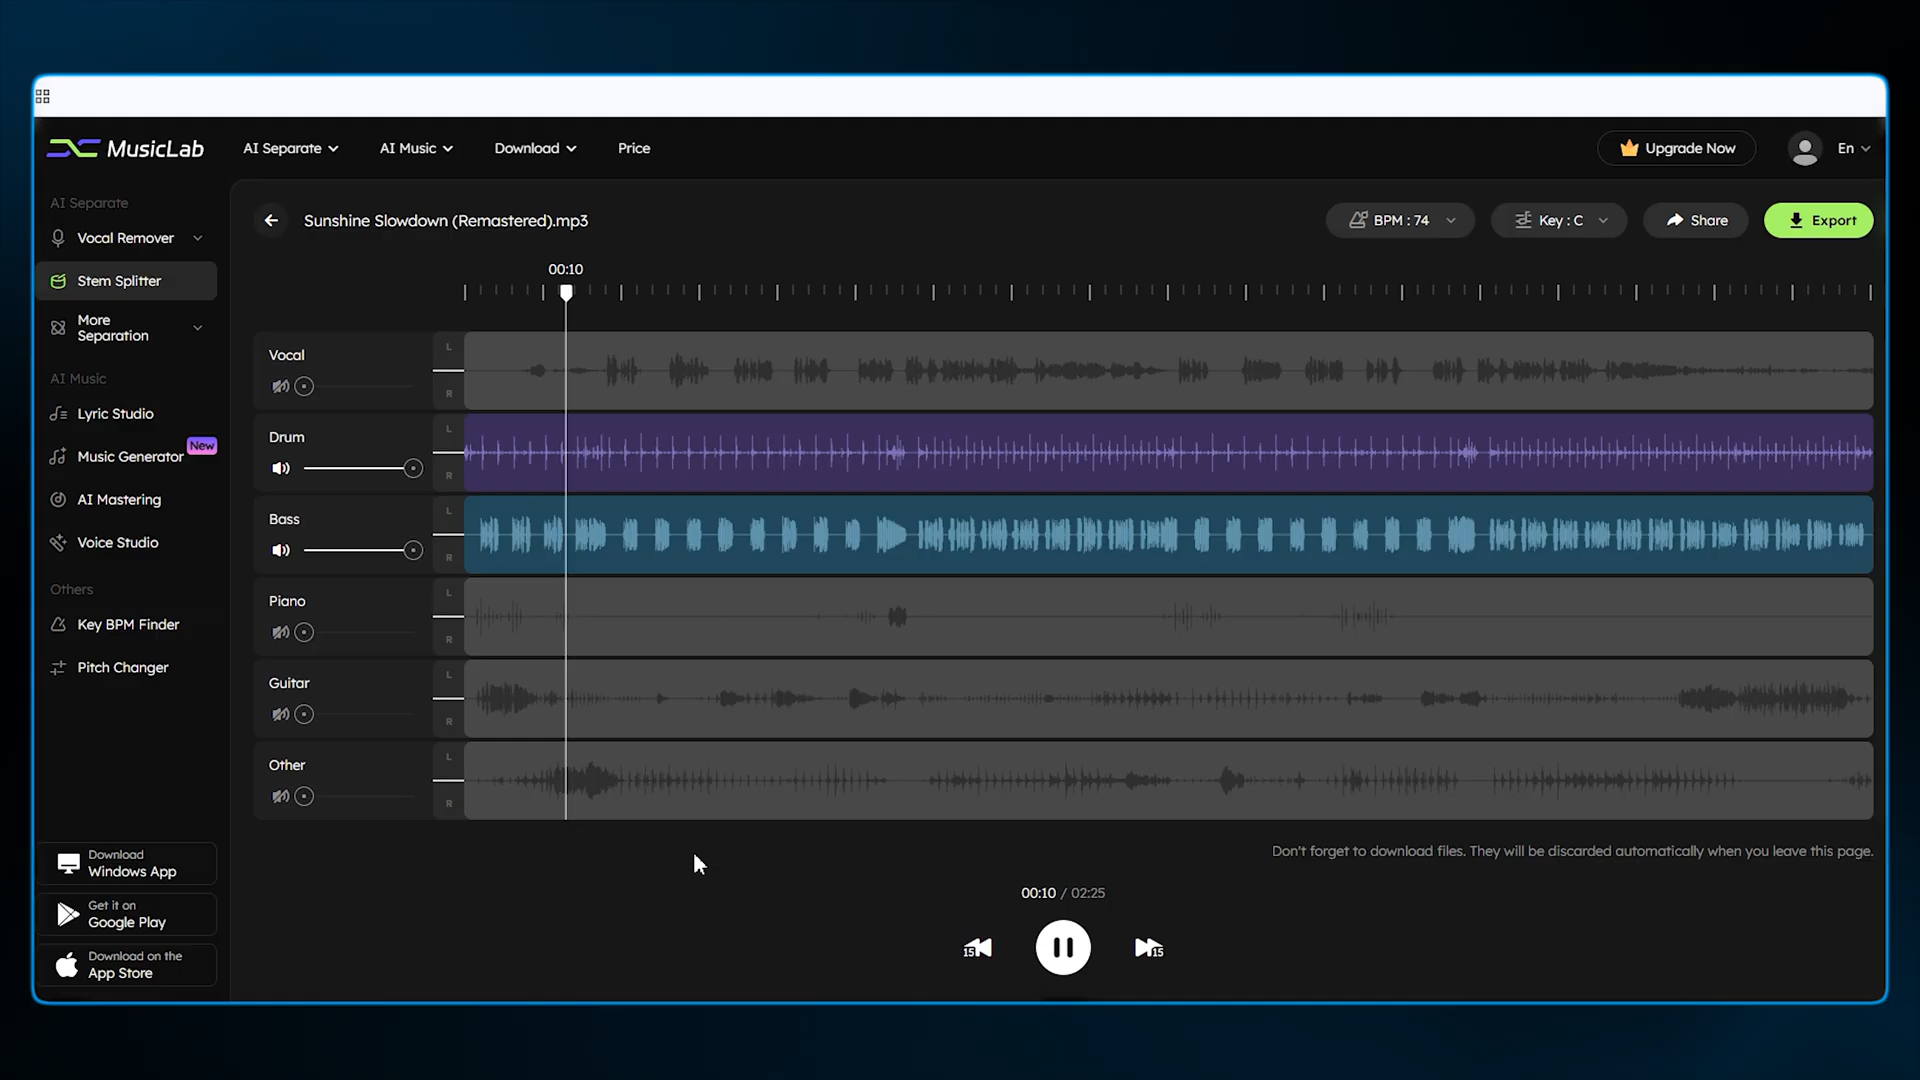 MusicLab
AI Separate
AI Music
Download
Price
Upgrade Now
En
AI Separate
Vocal Remover
Stem Splitter
More
Separation
AI Music
Lyric Studio
New
Music Generator
AI Mastering
Voice Studio
Others
Key BPM Finder
Pitch Changer
Download
Windows App
Get it on
Google Play
Download on the
App Store
Sunshine Slowdown (Remastered).mp3
BPM : 74
Key : C
Share
Export
00:10
Vocal
L
R
Drum
L
R
Bass
L
R
Piano
L
R
Guitar
L
R
Other
L
R
Don't forget to download files. They will be discarded automatically when you leave this page.
00:10 / 02:25
15
15